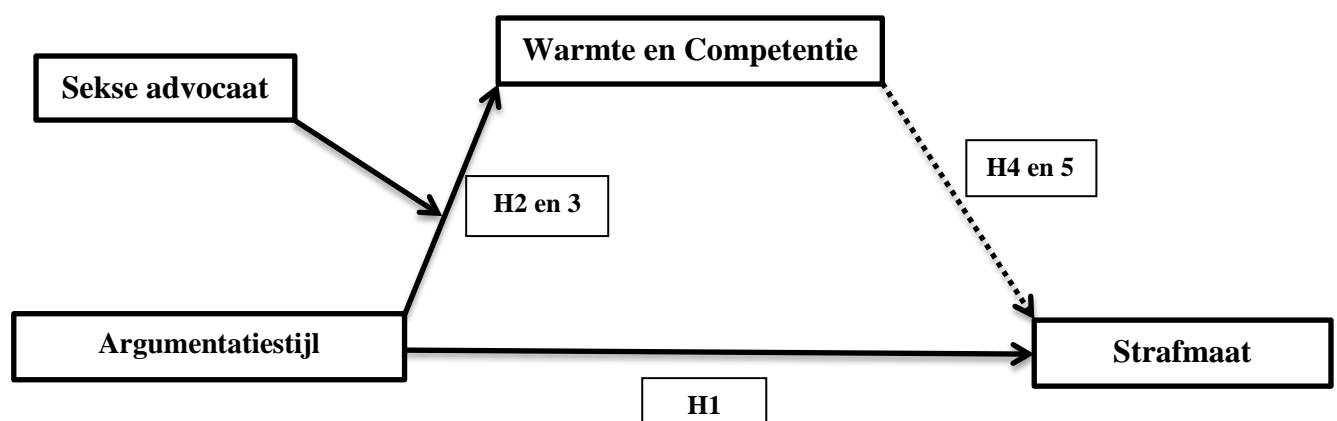 Warmte en Competentie
Sekse advocaat
H4 en 5
H2 en 3
Argumentatiestijl
Strafmaat
H1